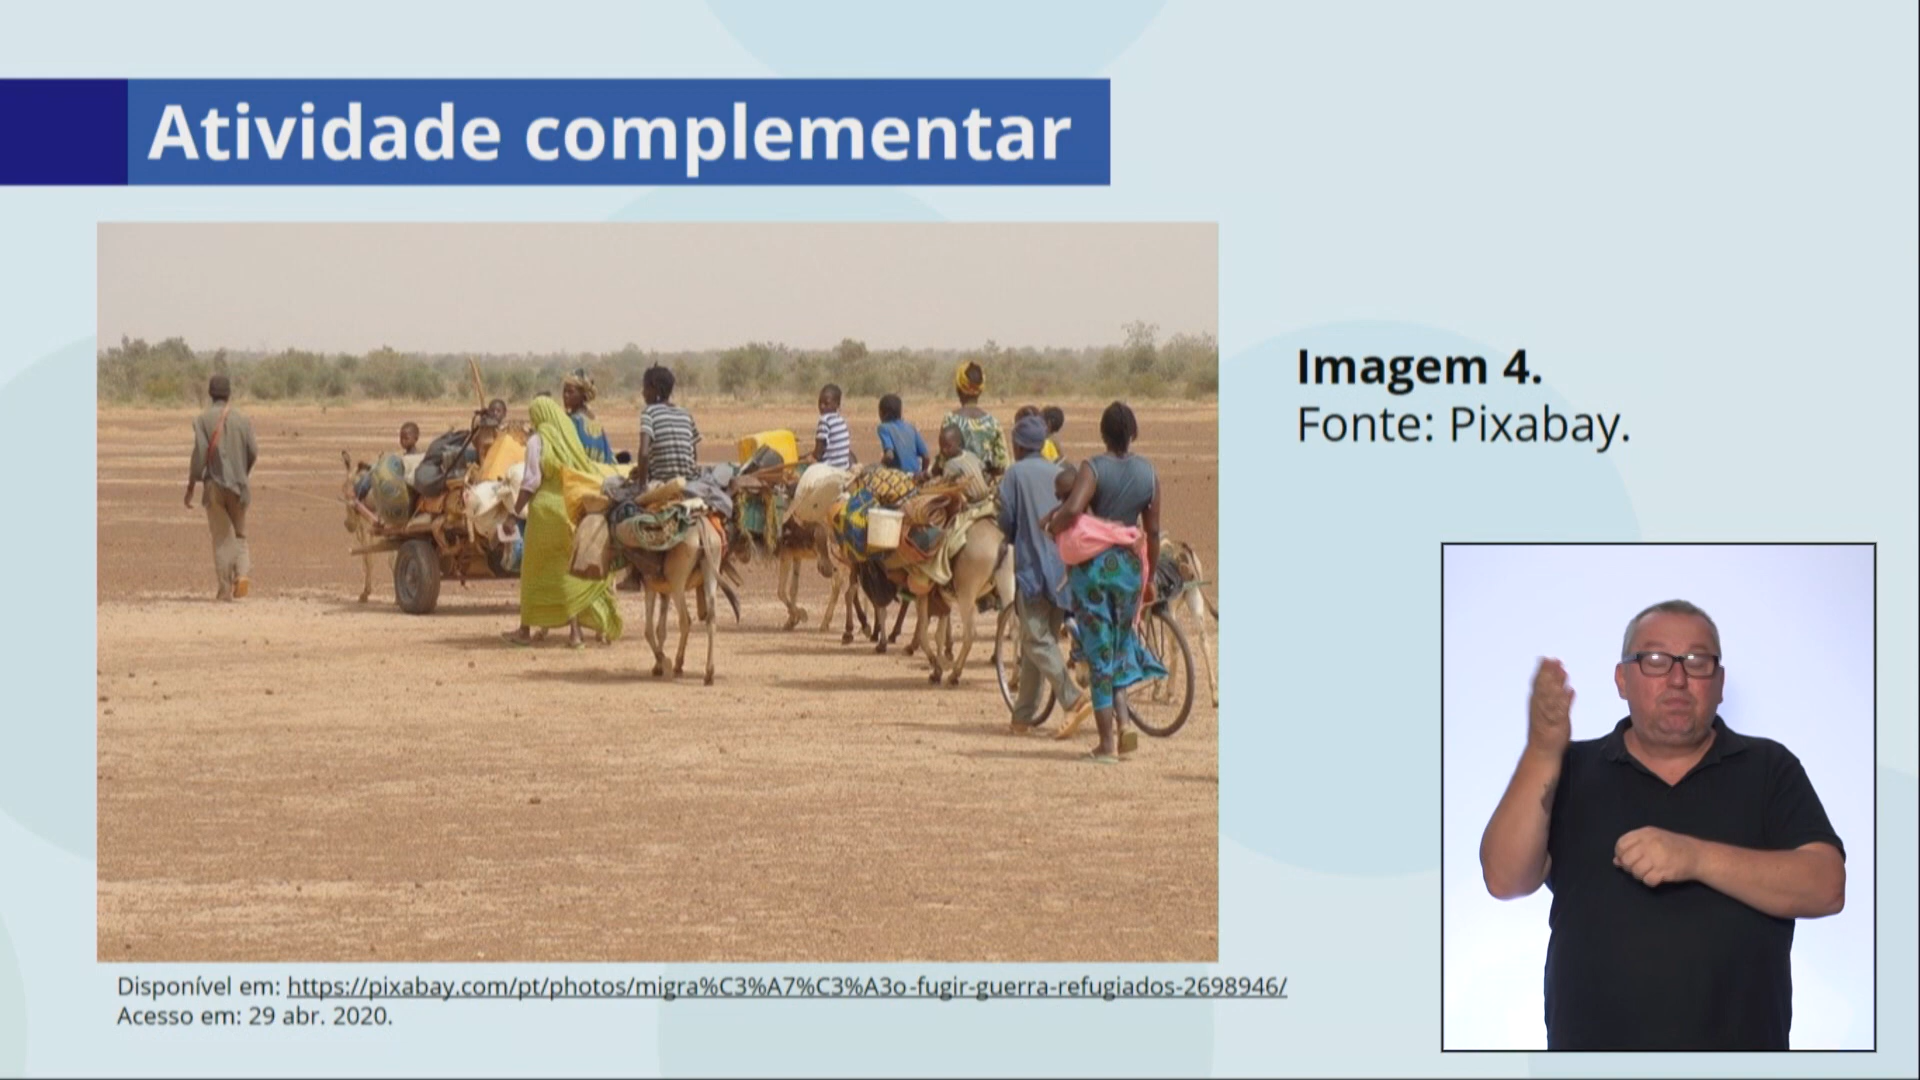 Atividade complementar
Imagem 4.
Fonte: Pixabay.
Disponível em: https://pixabay.com/pt/photos/migra%C3%A7%C3%A3o-fugir-guerra-refugiados-2698946/
Acesso em: 29 abr. 2020.